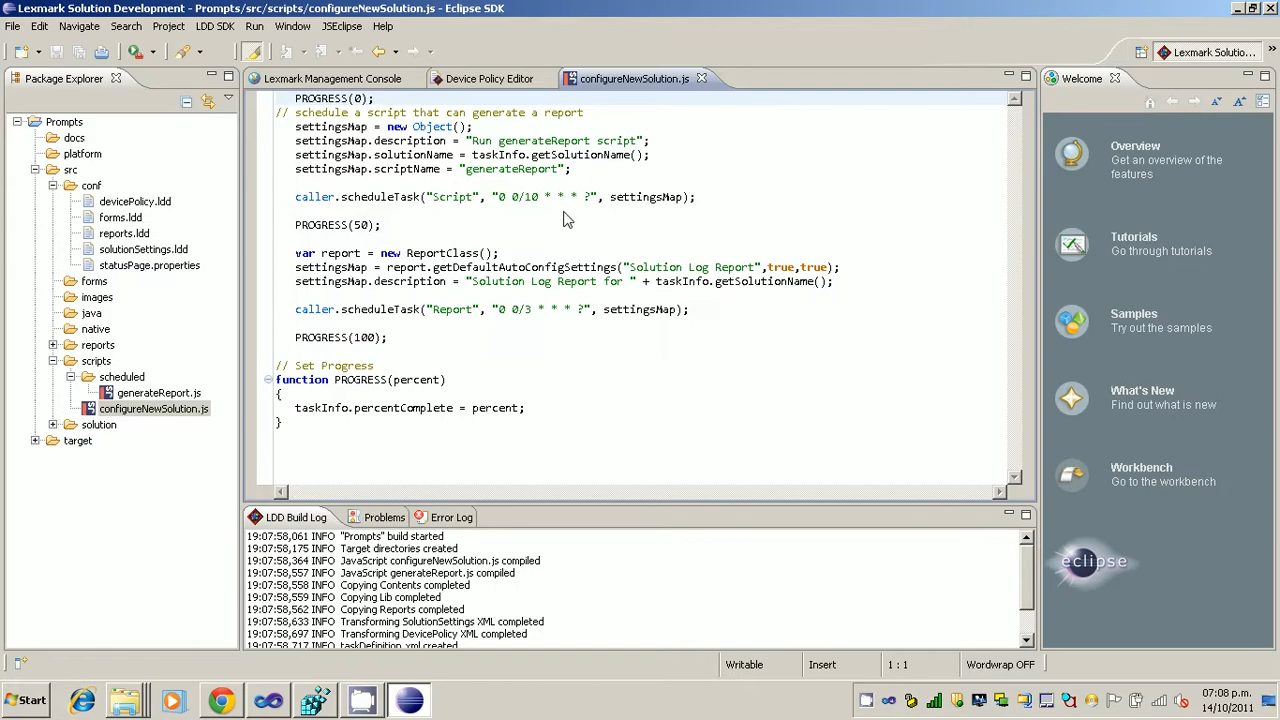 Lexmark Solution Development - Prompts/src/scripts/configureNewSolution.js - Eclipse SDK
File Edit Navigate Search Project LDD SDK Run Window JSEclipse Help
Lexmark Solutio...
Package Explorer
Prompts
docs
platform
src
conf
devicePolicy.ldd
forms.ldd
reports.ldd
solutionSettings.ldd
statusPage.properties
forms
images
java
native
reports
scripts
scheduled
generateReport.js
configureNewSolution.js
solution
target
Lexmark Management Console
Device Policy Editor
configureNewSolution.js
PROGRESS(0);
// schedule a script that can generate a report
settingsMap = new Object();
settingsMap.description = "Run generateReport script";
settingsMap.solutionName = taskInfo.getSolutionName();
settingsMap.scriptName = "generateReport";
caller.scheduleTask("Script", "0 0/10 * * * ?", settingsMap);
PROGRESS(50);
var report = new ReportClass();
settingsMap = report.getDefaultAutoConfigSettings("Solution Log Report",true,true);
settingsMap.description = "Solution Log Report for " + taskInfo.getSolutionName();
caller.scheduleTask("Report", "0 0/3 * * * ?", settingsMap);
PROGRESS(100);
// Set Progress
function PROGRESS(percent)
{
taskInfo.percentComplete = percent;
}
LDD Build Log
Problems
Error Log
19:07:58,061 INFO "Prompts" build started
19:07:58,175 INFO Target directories created
19:07:58,364 INFO JavaScript configureNewSolution.js compiled
19:07:58,557 INFO JavaScript generateReport.js compiled
19:07:58,558 INFO Copying Contents completed
19:07:58,559 INFO Copying Lib completed
19:07:58,562 INFO Copying Reports completed
19:07:58,633 INFO Transforming SolutionSettings XML completed
19:07:58,697 INFO Transforming DevicePolicy XML completed
19:07:58,717 INFO taskDefinition.xml created
Welcome
Overview
Get an overview of the
features
Tutorials
Go through tutorials
Samples
Try out the samples
What's New
Find out what is new
Workbench
Go to the workbench
eclipse
Writable
Insert
1 : 1
Wordwrap OFF
Start
07:08 p.m.
14/10/2011